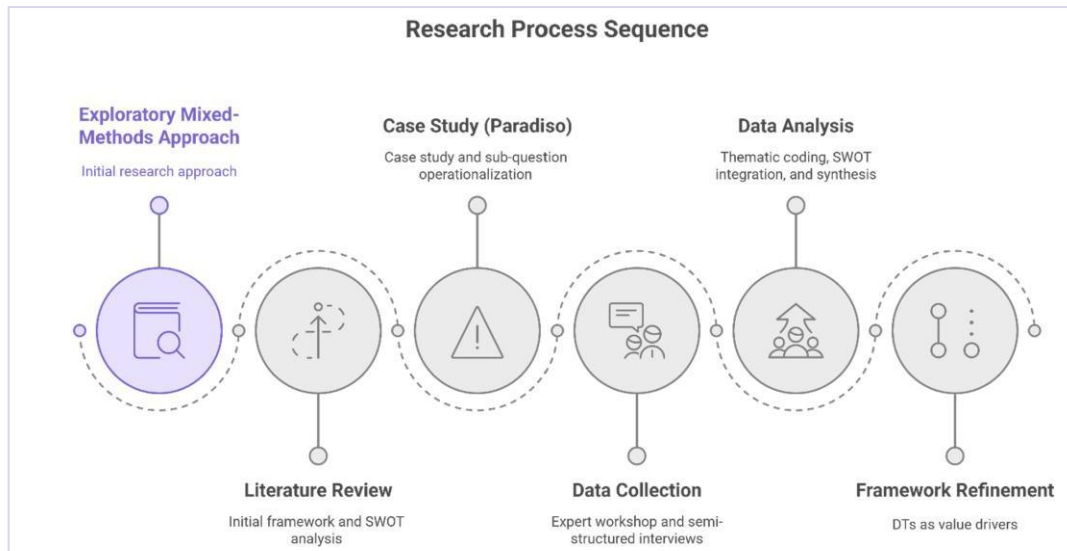 Research Process Sequence
Exploratory Mixed-
Methods Approach
Initial research approach
Case Study (Paradiso)
Case study and sub-question
operationalization
Data Analysis
Thematic coding, SWOT
integration, and synthesis
Literature Review
Initial framework and SWOT
analysis
Data Collection
Expert workshop and semi-
structured interviews
Framework Refinement
DTs as value drivers